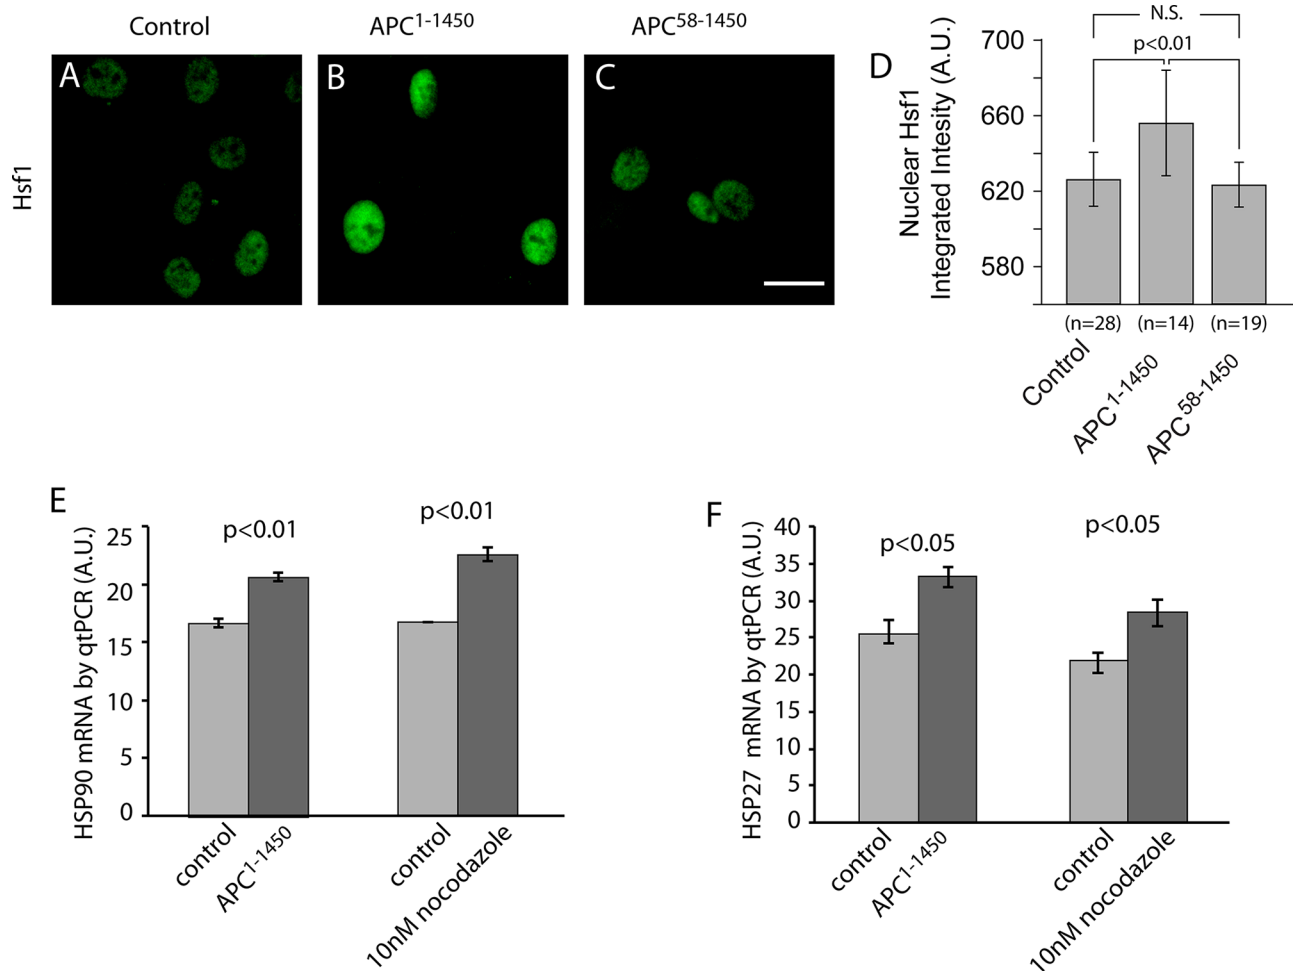 Control
APC1-1450
APC58-1450
Hsf1
A
B
C
D
Nuclear Hsf1
Integrated Intesity (A.U.)
N.S.
p<0.01
700
660
620
580
(n=28) (n=14) (n=19)
Control
APC1-1450
APC58-1450
E
HSP90 mRNA by qtPCR (A.U.)
p<0.01
p<0.01
25
20
15
10
5
0
control
APC1-1450
control
10nM nocodazole
F
HSP27 mRNA by qtPCR (A.U.)
p<0.05
p<0.05
40
35
30
25
20
15
10
5
0
control
APC1-1450
control
10nM nocodazole